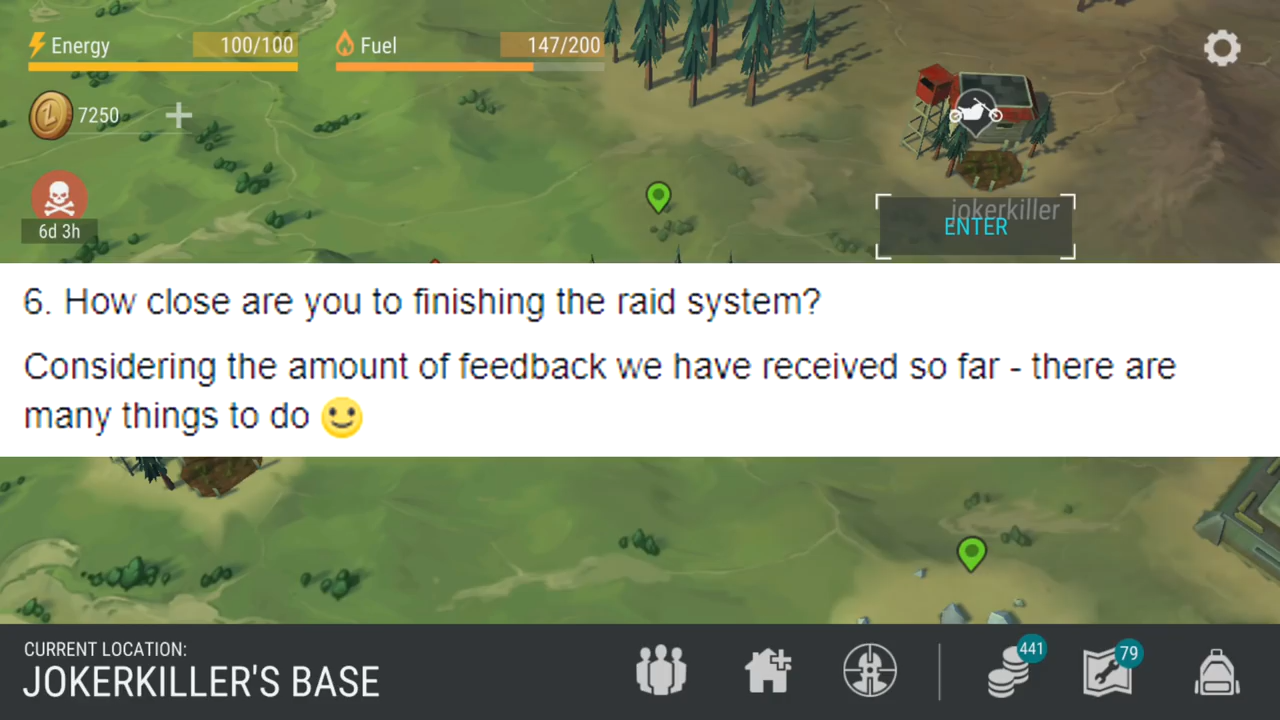 Energy 100/100 Fuel 147/200
7250
6d 3h
jokerkiller
ENTER
6. How close are you to finishing the raid system?
Considering the amount of feedback we have received so far - there are
many things to do 🙂
CURRENT LOCATION:
JOKERKILLER'S BASE
441
79